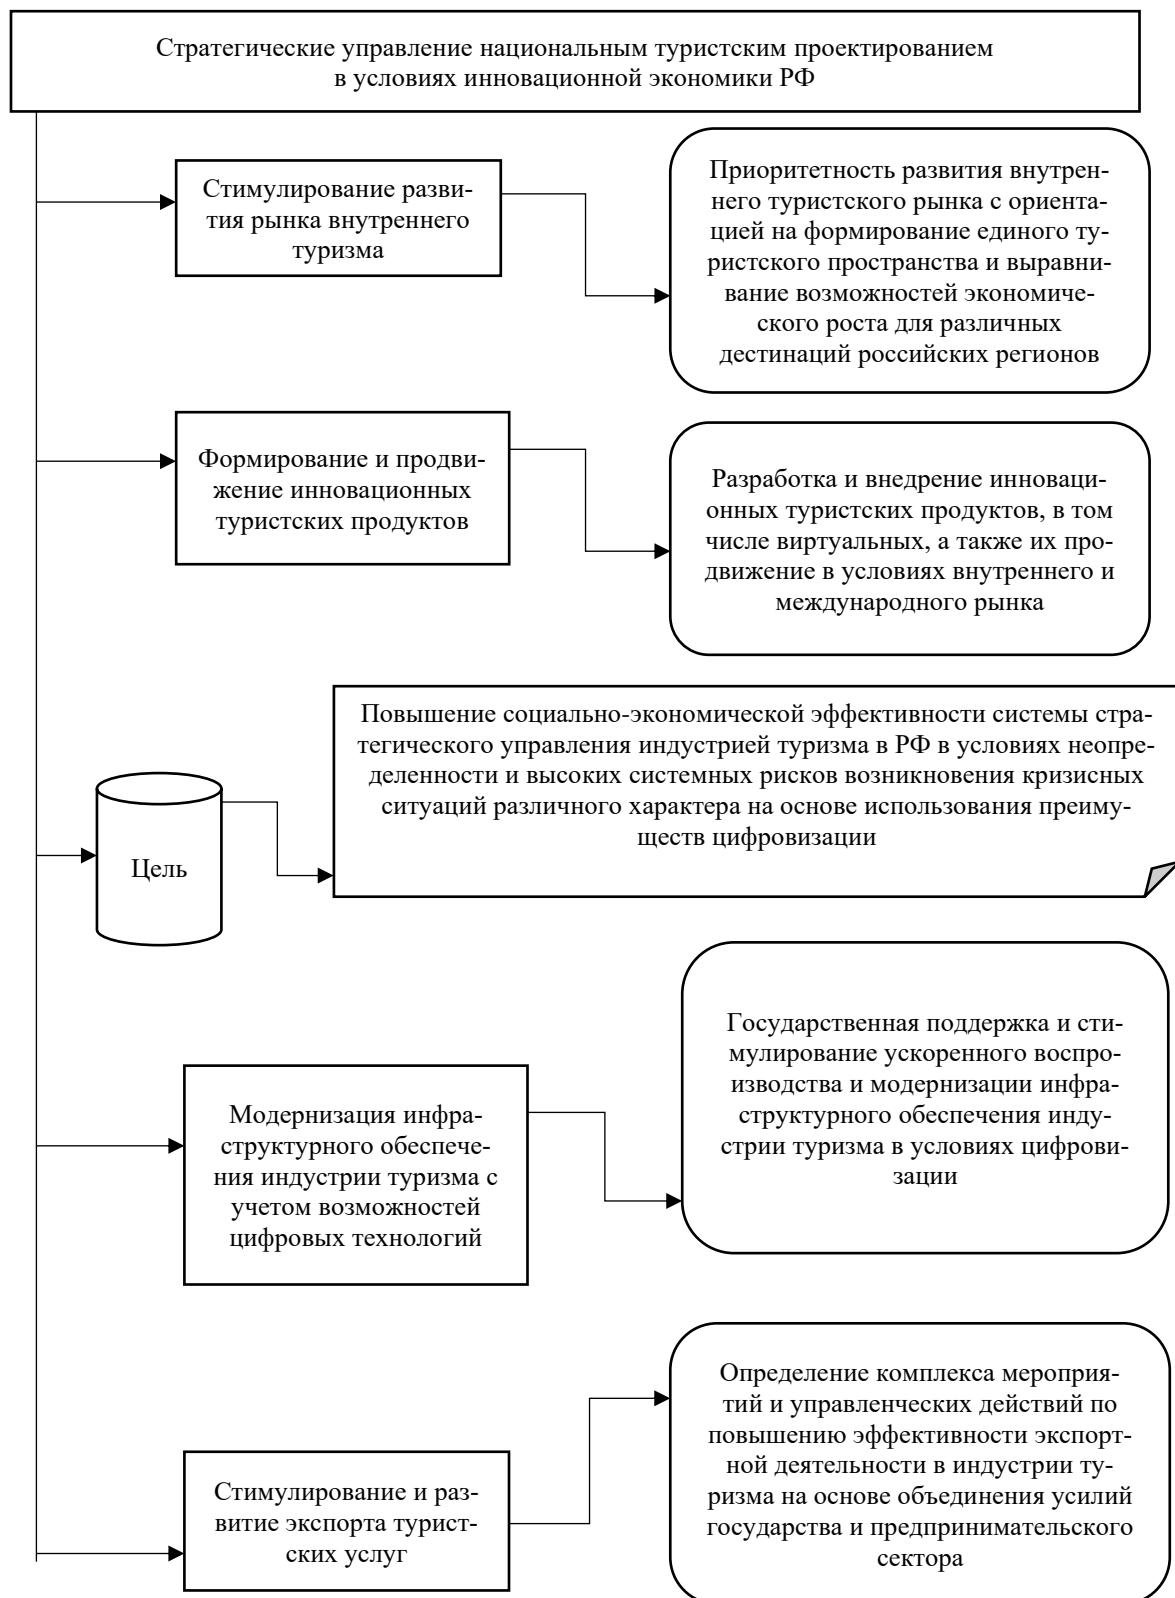 Стратегические управление национальным туристским проектированием
в условиях инновационной экономики РФ
Стимулирование разви-
тия рынка внутреннего
туризма
Приоритетность развития внутрен-
него туристского рынка с ориента-
цией на формирование единого ту-
ристского пространства и выравни-
вание возможностей экономиче-
ского роста для различных
дестинаций российских регионов
Формирование и продви-
жение инновационных
туристских продуктов
Разработка и внедрение инноваци-
онных туристских продуктов, в том
числе виртуальных, а также их про-
движение в условиях внутреннего и
международного рынка
Цель
Повышение социально-экономической эффективности системы стра-
тегического управления индустрией туризма в РФ в условиях неопре-
деленности и высоких системных рисков возникновения кризисных
ситуаций различного характера на основе использования преиму-
ществ цифровизации
Модернизация инфра-
структурного обеспече-
ния индустрии туризма с
учетом возможностей
цифровых технологий
Государственная поддержка и сти-
мулирование ускоренного воспро-
изводства и модернизации инфра-
структурного обеспечения инду-
стрии туризма в условиях цифрови-
зации
Стимулирование и раз-
витие экспорта турист-
ских услуг
Определение комплекса мероприя-
тий и управленческих действий по
повышению эффективности экспорт-
ной деятельности в индустрии ту-
ризма на основе объединения усилий
государства и предпринимательского
сектора